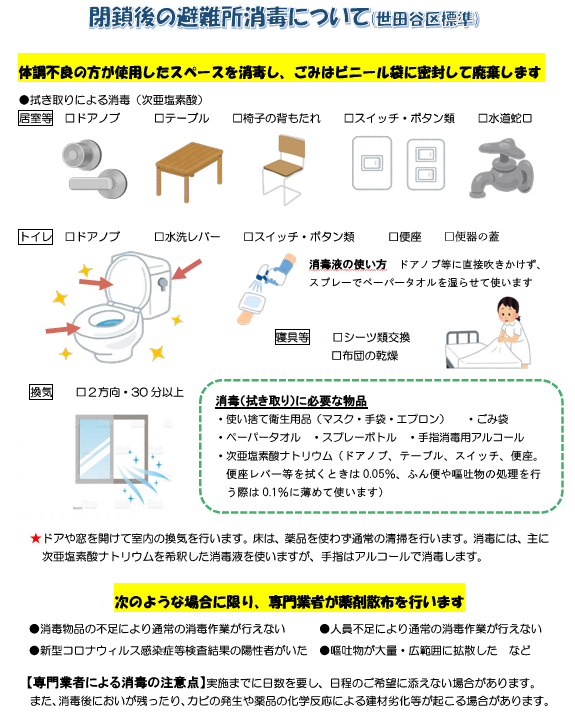 閉鎖後の避難所消毒について(世田谷区標準)
体調不良の方が使用したスペースを消毒し、ごみはビニール袋に密封して廃棄します
●拭き取りによる消毒（次亜塩素酸）
居室等 □ドアノブ □テーブル □椅子の背もたれ □スイッチ・ボタン類 □水道蛇口
トイレ □ドアノブ □水洗レバー □スイッチ・ボタン類 □便座 □便器の蓋
消毒液の使い方 ドアノブ等に直接吹きかけず、
スプレーでペーパータオルを湿らせて使います
寝具等 □シーツ類交換
□布団の乾燥
換気 □２方向・30分以上
消毒(拭き取り)に必要な物品
・使い捨て衛生用品（マスク・手袋・エプロン） ・ごみ袋
・ペーパータオル ・スプレーボトル ・手指消毒用アルコール
・次亜塩素酸ナトリウム（ドアノブ、テーブル、スイッチ、便座。
便座レバー等を拭くときは0.05%、ふん便や嘔吐物の処理を行
う際は0.1%に薄めて使います）
★ドアや窓を開けて室内の換気を行います。床は、薬品を使わず通常の清掃を行います。消毒には、主に
次亜塩素酸ナトリウムを希釈した消毒液を使いますが、手指はアルコールで消毒します。
次のような場合に限り、専門業者が薬剤散布を行います
●消毒物品の不足により通常の消毒作業が行えない ●人員不足により通常の消毒作業が行えない
●新型コロナウィルス感染症等検査結果の陽性者がいた ●嘔吐物が大量・広範囲に拡散した など
【専門業者による消毒の注意点】実施までに日数を要し、日程のご希望に添えない場合があります。
また、消毒後においが残ったり、カビの発生や薬品の化学反応による建材劣化等が起こる場合があります。